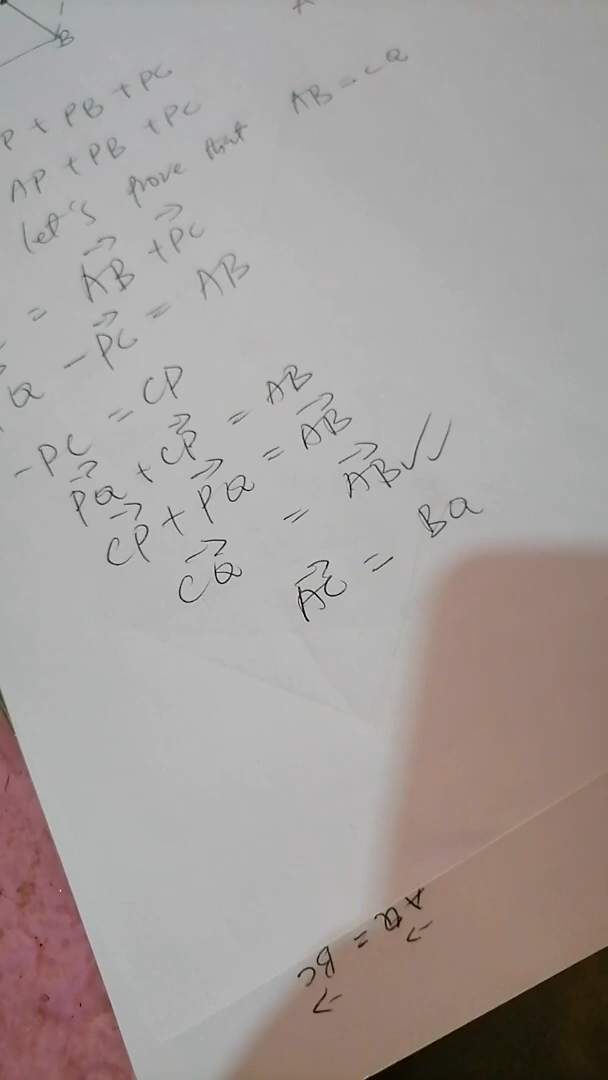 B
P + PB + PC
AP + PB + PC
let's prove that AB = CQ
= AB + PC
Q - PC = AB
- PC = CP
PQ + CP = AB
CP + PQ = AB
CQ = AB
AC = BQ
AQ = BC